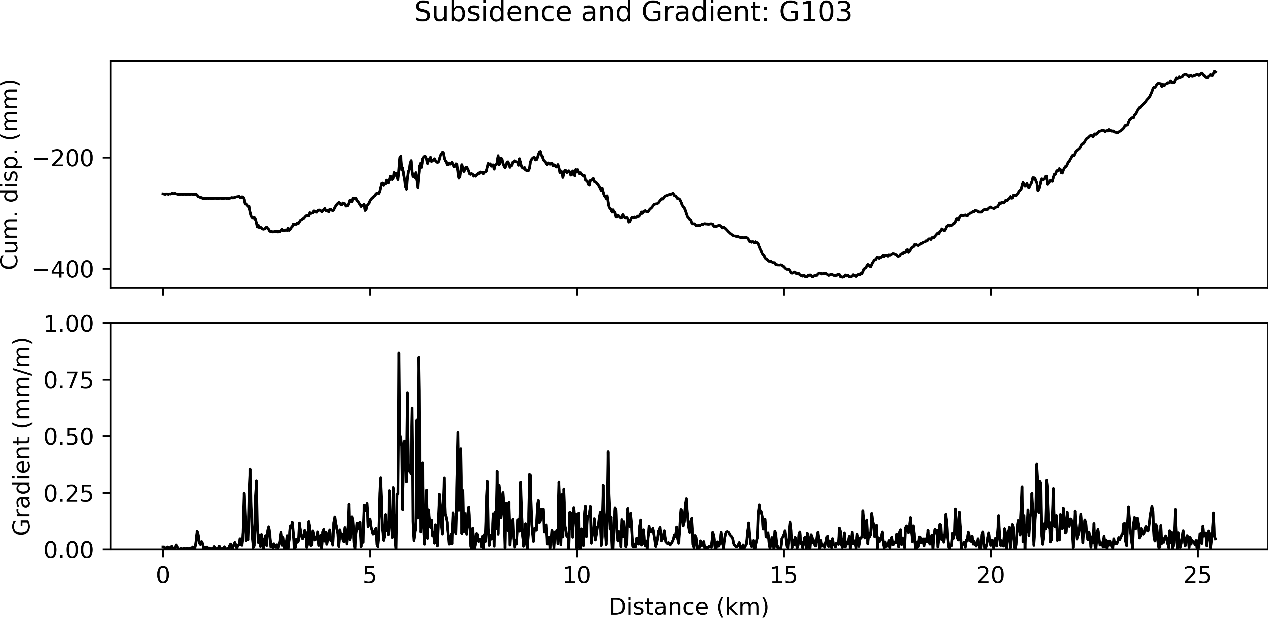 Subsidence and Gradient: G103
Cum. disp. (mm)
−200
−400
Gradient (mm/m)
1.00
0.75
0.50
0.25
0.00
0 5 10 15 20 25
Distance (km)